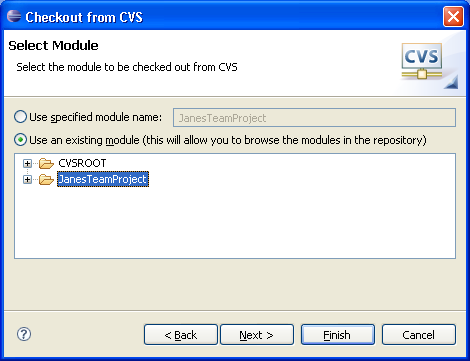 Checkout from CVS
Select Module
Select the module to be checked out from CVS
CVS
Use specified module name: JanesTeamProject
Use an existing module (this will allow you to browse the modules in the repository)
CVSROOT
JanesTeamProject
? < Back Next > Finish Cancel